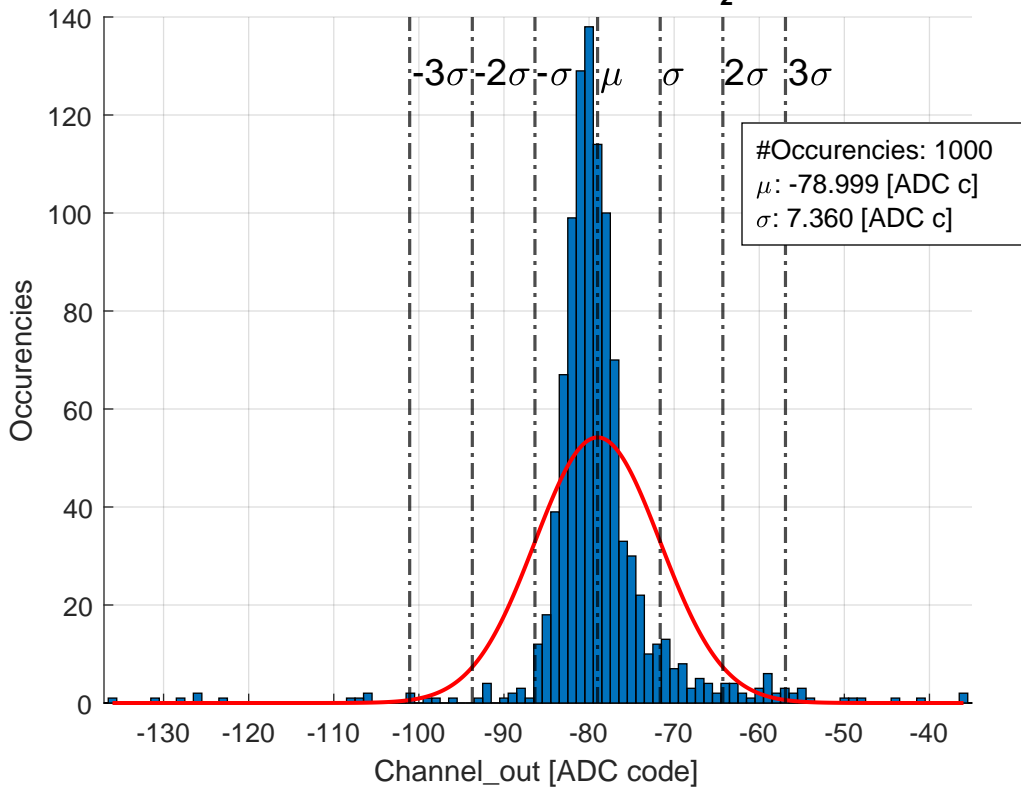 2
140
-3σ -2σ -σ μ σ 2σ 3σ
120
#Occurencies: 1000
μ: -78.999 [ADC c]
σ: 7.360 [ADC c]
100
80
60
40
20
0
Occurencies
-130 -120 -110 -100 -90 -80 -70 -60 -50 -40
Channel_out [ADC code]